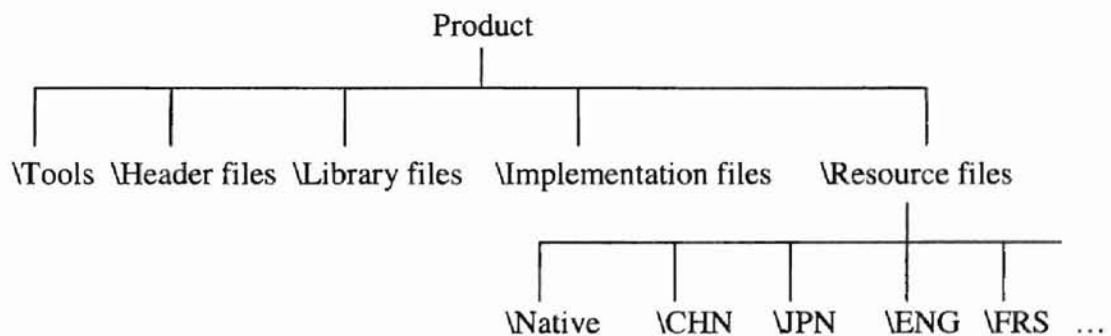 Product
\Tools \Header files \Library files \Implementation files \Resource files
\Native \CHN \JPN \ENG \FRS ...